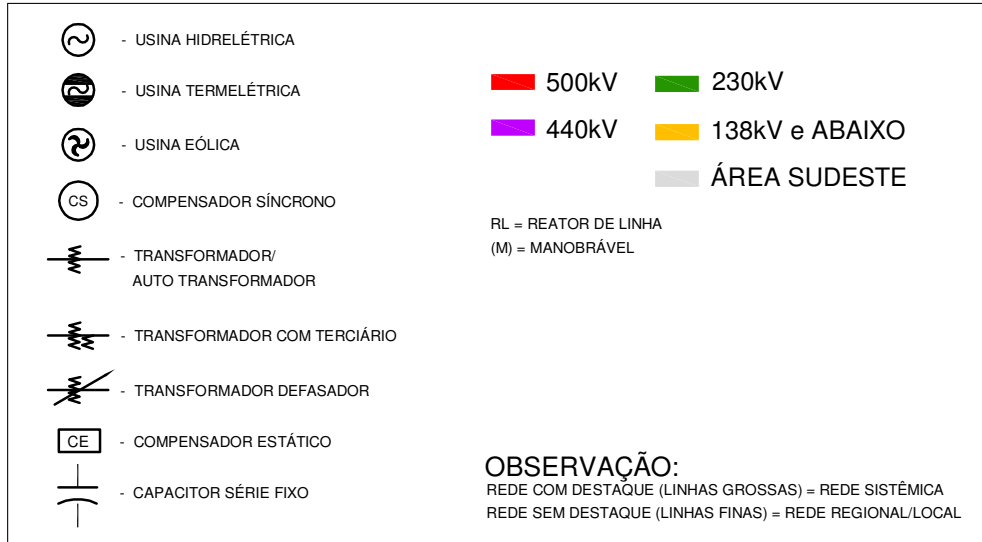 - USINA HIDRELÉTRICA
- USINA TERMELÉTRICA
- USINA EÓLICA
CS - COMPENSADOR SÍNCRONO
- TRANSFORMADOR/
AUTO TRANSFORMADOR
- TRANSFORMADOR COM TERCIÁRIO
- TRANSFORMADOR DEFASADOR
CE - COMPENSADOR ESTÁTICO
- CAPACITOR SÉRIE FIXO
500kV 230kV
440kV 138kV e ABAIXO
ÁREA SUDESTE
RL = REATOR DE LINHA
(M) = MANOBRÁVEL
OBSERVAÇÃO:
REDE COM DESTAQUE (LINHAS GROSSAS) = REDE SISTÊMICA
REDE SEM DESTAQUE (LINHAS FINAS) = REDE REGIONAL/LOCAL